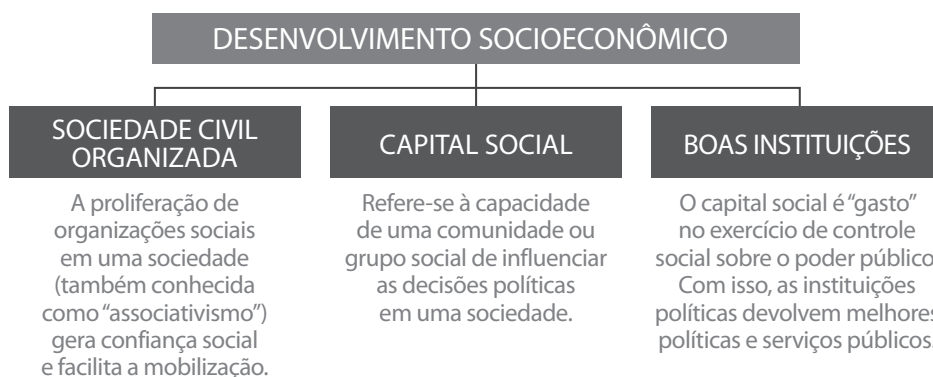 DESENVOLVIMENTO SOCIOECONÔMICO
SOCIEDADE CIVIL
ORGANIZADA
A proliferação de
organizações sociais
em uma sociedade
(também conhecida
como “associativismo”)
gera confiança social
e facilita a mobilização.
CAPITAL SOCIAL
Refere-se à capacidade
de uma comunidade ou
grupo social de influenciar
as decisões políticas
em uma sociedade.
BOAS INSTITUIÇÕES
O capital social é “gasto”
no exercício de controle
social sobre o poder público
Com isso, as instituições
políticas devolvem melhores
políticas e serviços públicos.